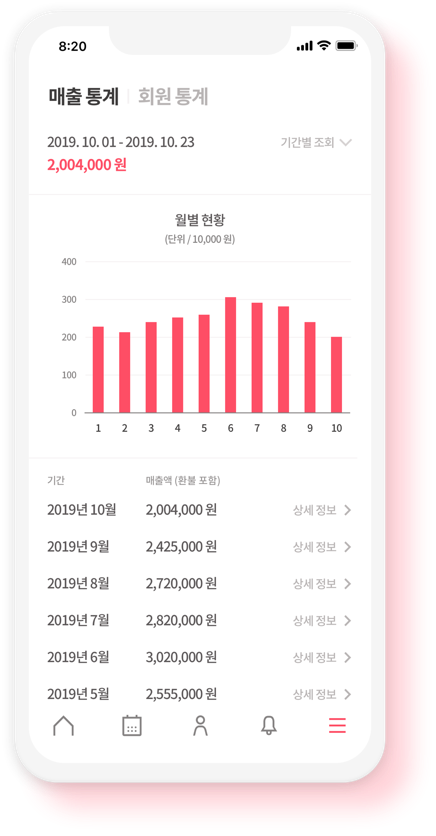 8:20
매출 통계 회원 통계
2019. 10. 01 - 2019. 10. 23 기간별 조회
2,004,000 원
월별 현황
(단위 / 10,000 원)
400
300
200
100
0
1 2 3 4 5 6 7 8 9 10
기간 매출액 (환불 포함)
2019년 10월 2,004,000 원 상세 정보
2019년 9월 2,425,000 원 상세 정보
2019년 8월 2,720,000 원 상세 정보
2019년 7월 2,820,000 원 상세 정보
2019년 6월 3,020,000 원 상세 정보
2019년 5월 2,555,000 원 상세 정보